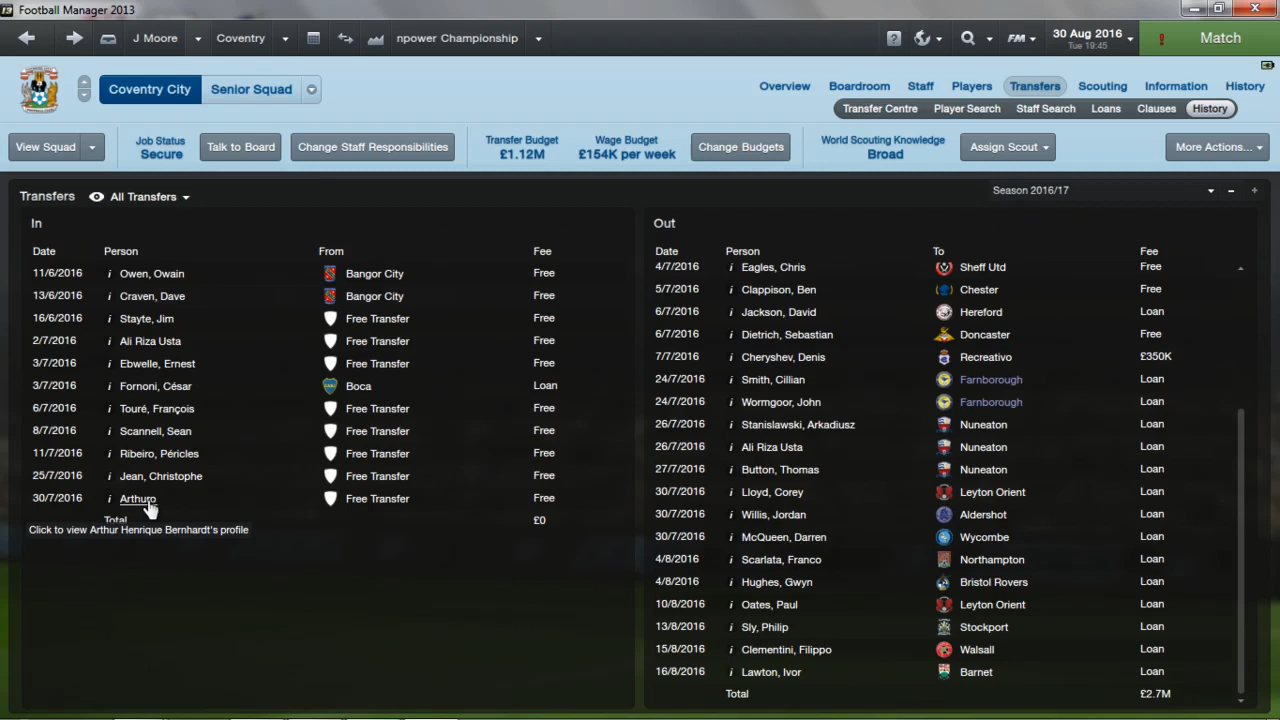 Football Manager 2013
J Moore Coventry npower Championship 30 Aug 2016 Tue 19:45 Match
Coventry City Senior Squad
Overview Boardroom Staff Players Transfers Scouting Information History
Transfer Centre Player Search Staff Search Loans Clauses History
View Squad Job Status Secure Talk to Board Change Staff Responsibilities Transfer Budget £1.12M Wage Budget £154K per week Change Budgets World Scouting Knowledge Broad Assign Scout More Actions...
Transfers All Transfers Season 2016/17
In
Date Person From Fee
11/6/2016 i Owen, Owain Bangor City Free
13/6/2016 i Craven, Dave Bangor City Free
16/6/2016 i Stayte, Jim Free Transfer Free
2/7/2016 i Ali Riza Usta Free Transfer Free
3/7/2016 i Ebwelle, Ernest Free Transfer Free
3/7/2016 i Fornoni, César Boca Loan
6/7/2016 i Touré, François Free Transfer Free
8/7/2016 i Scannell, Sean Free Transfer Free
11/7/2016 i Ribeiro, Péricles Free Transfer Free
25/7/2016 i Jean, Christophe Free Transfer Free
30/7/2016 i Arthuro Free Transfer Free
Total £0
Click to view Arthur Henrique Bernhardt's profile
Out
Date Person To Fee
4/7/2016 i Eagles, Chris Sheff Utd Free
5/7/2016 i Clappison, Ben Chester Free
6/7/2016 i Jackson, David Hereford Loan
6/7/2016 i Dietrich, Sebastian Doncaster Free
7/7/2016 i Cheryshev, Denis Recreativo £350K
24/7/2016 i Smith, Cillian Farnborough Loan
24/7/2016 i Wormgoor, John Farnborough Loan
26/7/2016 i Stanislawski, Arkadiusz Nuneaton Loan
26/7/2016 i Ali Riza Usta Nuneaton Loan
27/7/2016 i Button, Thomas Nuneaton Loan
30/7/2016 i Lloyd, Corey Leyton Orient Loan
30/7/2016 i Willis, Jordan Aldershot Loan
30/7/2016 i McQueen, Darren Wycombe Loan
4/8/2016 i Scarlata, Franco Northampton Loan
4/8/2016 i Hughes, Gwyn Bristol Rovers Loan
10/8/2016 i Oates, Paul Leyton Orient Loan
13/8/2016 i Sly, Philip Stockport Loan
15/8/2016 i Clementini, Filippo Walsall Loan
16/8/2016 i Lawton, Ivor Barnet Loan
Total £2.7M